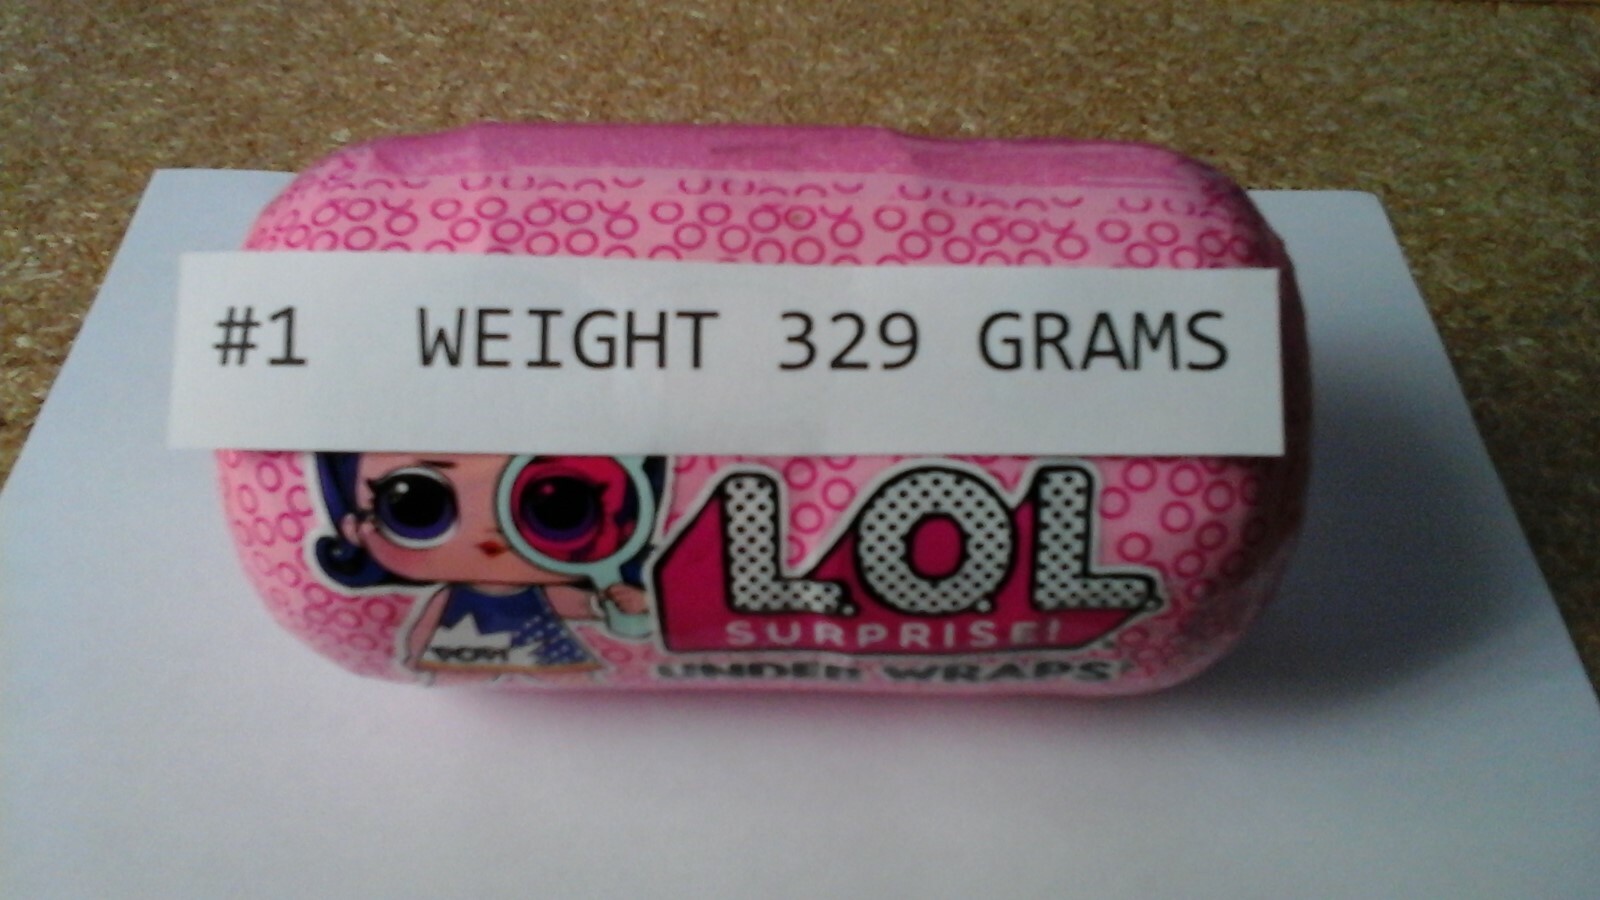 #1 WEIGHT 329 GRAMS
L.O.L
SURPRISE!
UNDER WRAPS